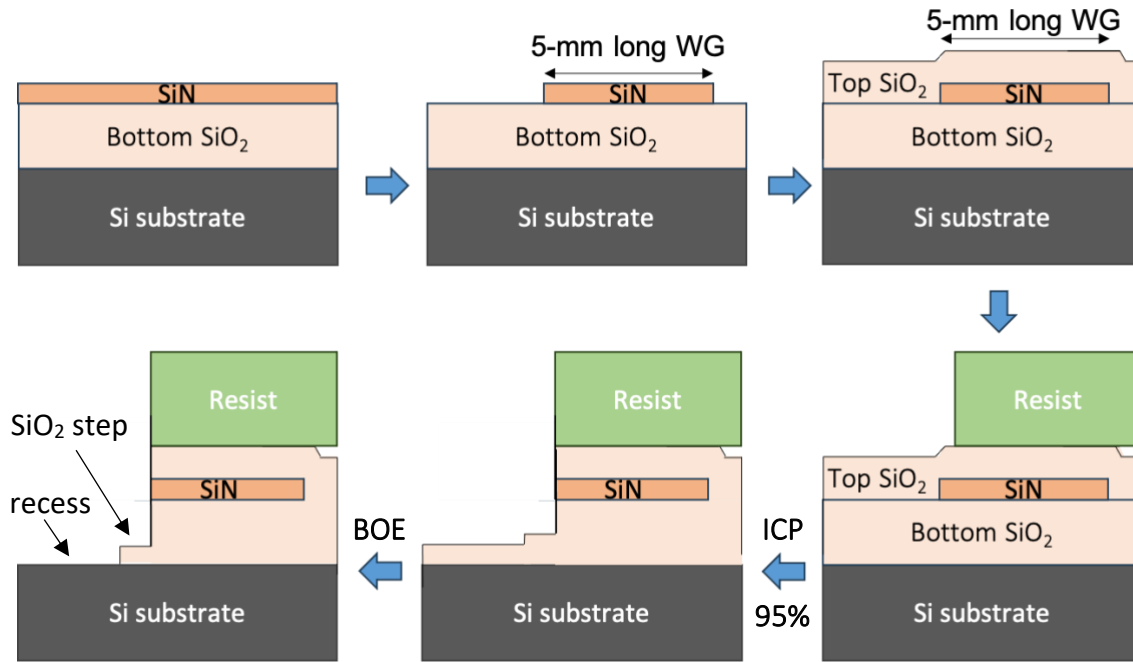 SiN
Bottom SiO₂
Si substrate
5-mm long WG
SiN
Bottom SiO₂
Si substrate
5-mm long WG
Top SiO₂
SiN
Bottom SiO₂
Si substrate
Resist
SiO₂ step
SiN
recess
Si substrate
BOE
Resist
SiN
Si substrate
ICP
95%
Resist
Top SiO₂
SiN
Bottom SiO₂
Si substrate